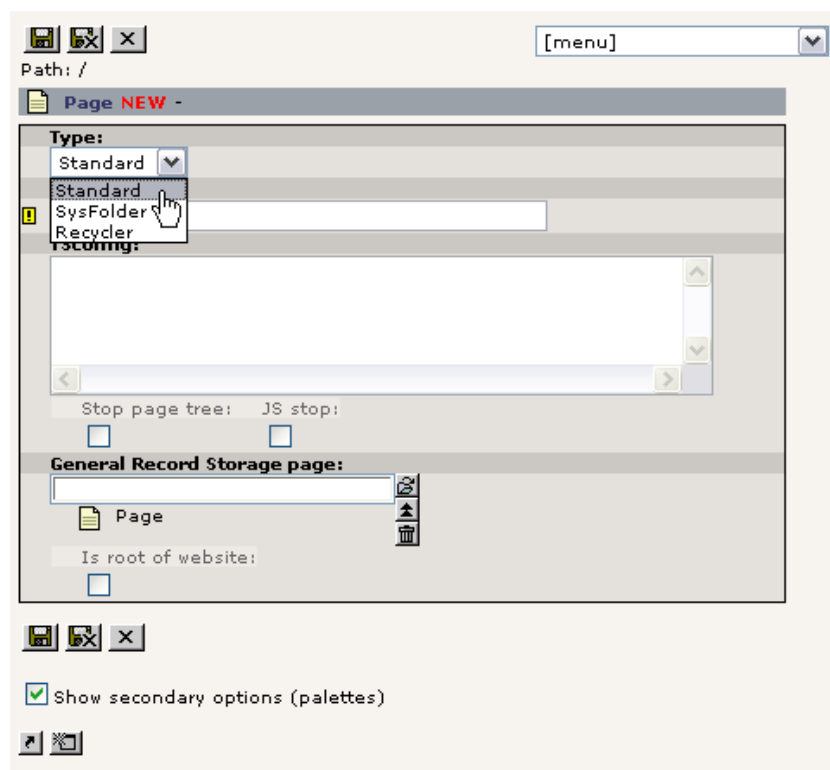 [menu]
Path: /
Page NEW -
Type:
Standard
Standard
SysFolder
Recycler
TSconfig:
Stop page tree: JS stop:
General Record Storage page:
Page
Is root of website:
Show secondary options (palettes)